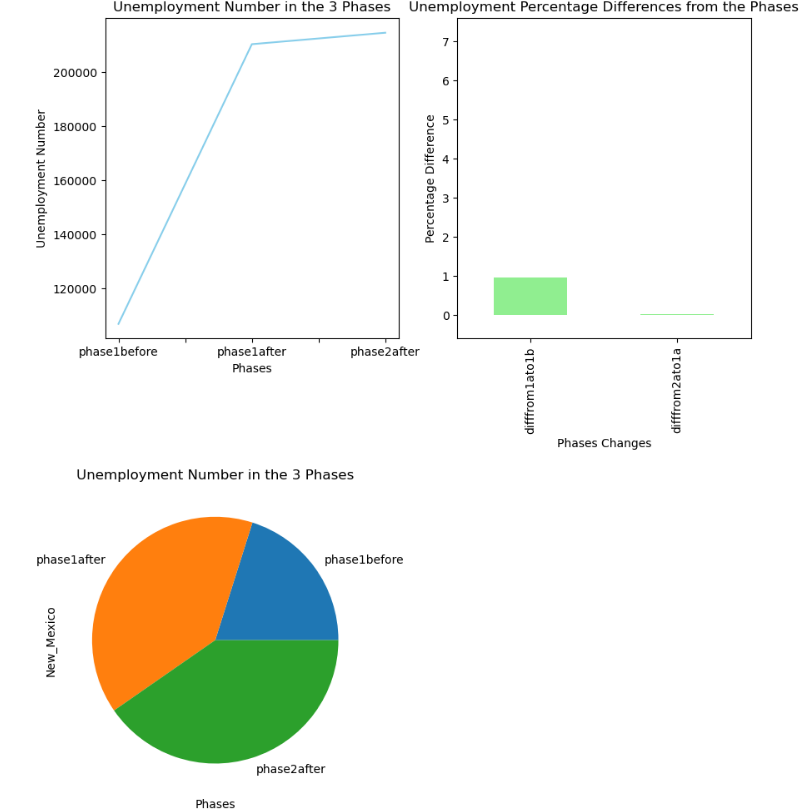 Unemployment Number in the 3 Phases
200000
180000
160000
140000
120000
Unemployment Number
phase1before
phase1after
phase2after
Phases
Unemployment Percentage Differences from the Phases
7
6
5
4
3
2
1
0
Percentage Difference
difffrom1ato1b
difffrom2ato1a
Phases Changes
Unemployment Number in the 3 Phases
phase1after
phase1before
New_Mexico
phase2after
Phases